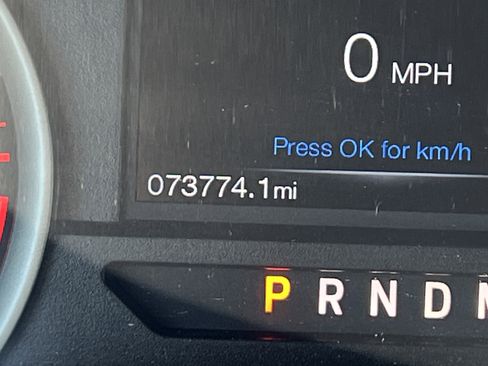 0 MPH
Press OK for km/h
073774.1mi
P R N D M